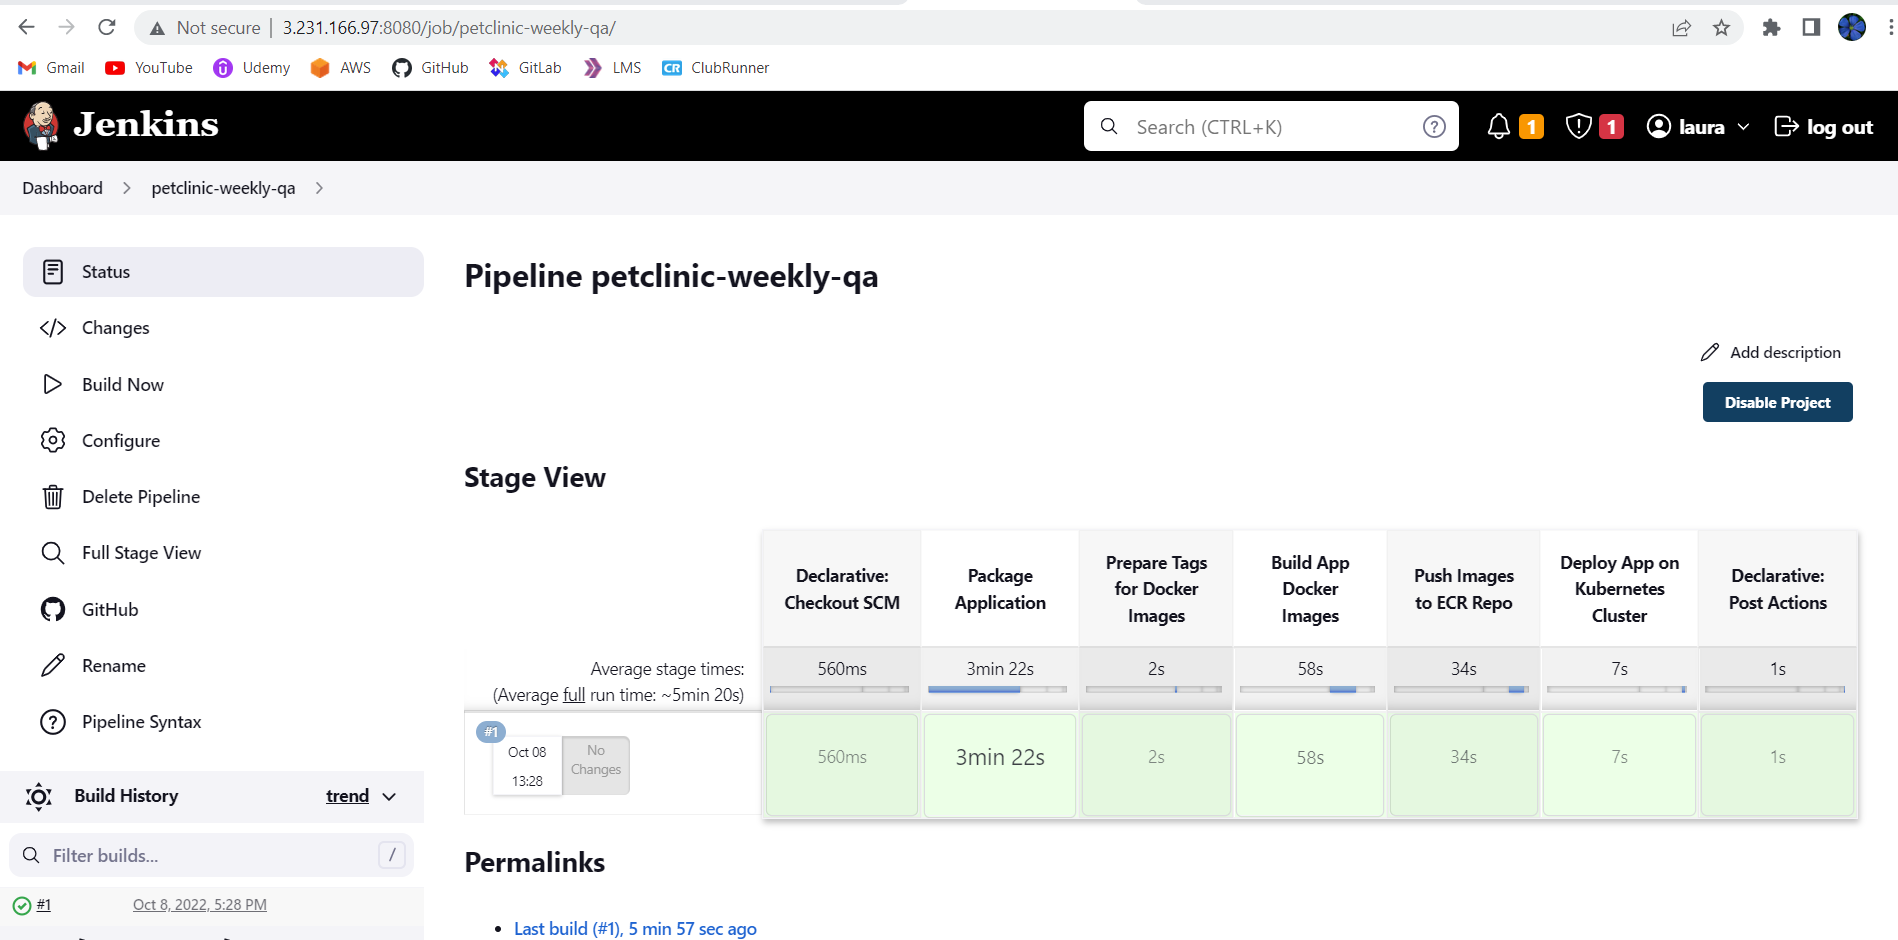 Not secure | 3.231.166.97:8080/job/petclinic-weekly-qa/
Gmail YouTube Udemy AWS GitHub GitLab LMS CR ClubRunner
Jenkins
Search (CTRL+K) ?
1
1
laura
log out
Dashboard petclinic-weekly-qa
Status
Changes
Build Now
Configure
Delete Pipeline
Full Stage View
GitHub
Rename
? Pipeline Syntax
Build History trend
Filter builds... /
#1 Oct 8, 2022, 5:28 PM
Pipeline petclinic-weekly-qa
Add description
Disable Project
Stage View
Declarative:
Checkout SCM
Package
Application
Prepare Tags
for Docker
Images
Build App
Docker
Images
Push Images
to ECR Repo
Deploy App on
Kubernetes
Cluster
Declarative:
Post Actions
Average stage times:
(Average full run time: ~5min 20s)
560ms 3min 22s 2s 58s 34s 7s 1s
#1
Oct 08
13:28
No
Changes
560ms 3min 22s 2s 58s 34s 7s 1s
Permalinks
• Last build (#1), 5 min 57 sec ago